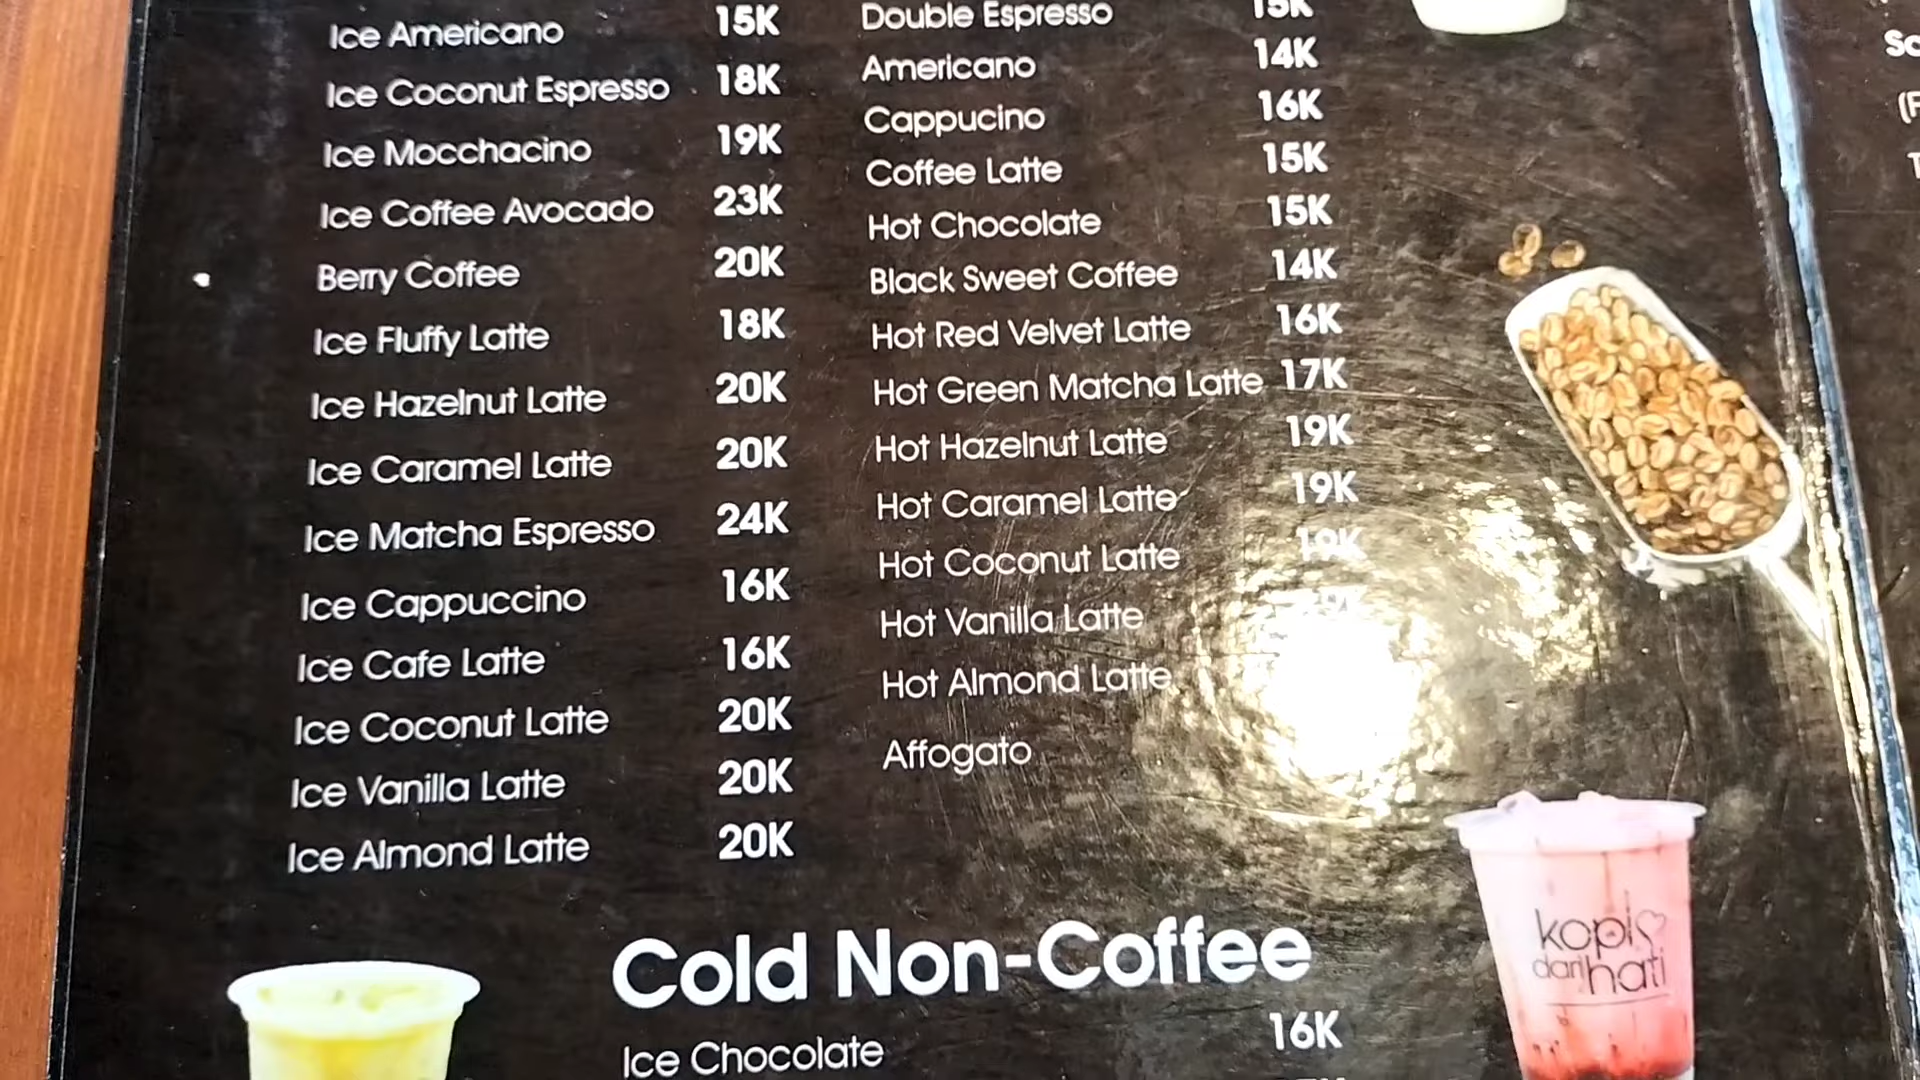 Ice Americano 15K
Ice Coconut Espresso 18K
Ice Mocchacino 19K
Ice Coffee Avocado 23K
Berry Coffee 20K
Ice Fluffy Latte 18K
Ice Hazelnut Latte 20K
Ice Caramel Latte 20K
Ice Matcha Espresso 24K
Ice Cappuccino 16K
Ice Cafe Latte 16K
Ice Coconut Latte 20K
Ice Vanilla Latte 20K
Ice Almond Latte 20K
Double Espresso 15K
Americano 14K
Cappucino 16K
Coffee Latte 15K
Hot Chocolate 15K
Black Sweet Coffee 14K
Hot Red Velvet Latte 16K
Hot Green Matcha Latte 17K
Hot Hazelnut Latte 19K
Hot Caramel Latte 19K
Hot Coconut Latte 19K
Hot Vanilla Latte
Hot Almond Latte
Affogato
Cold Non-Coffee
Ice Chocolate 16K
kopi
dari hati